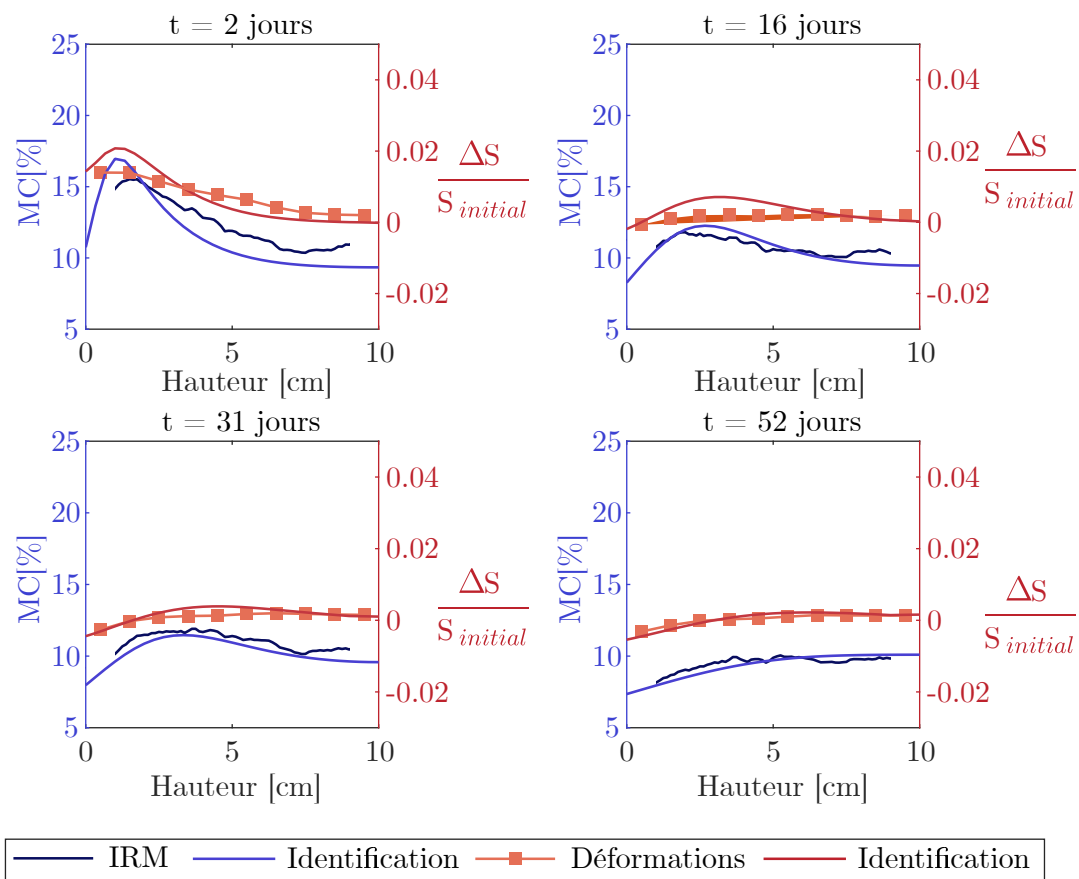 t = 2 jours
t = 16 jours
25
20
15
10
5
MC[%]
0.04
0.02
0
-0.02
ΔS
S initial
0 5 10
Hauteur [cm]
25
20
15
10
5
MC[%]
0.04
0.02
0
-0.02
ΔS
S initial
0 5 10
Hauteur [cm]
t = 31 jours
t = 52 jours
25
20
15
10
5
MC[%]
0.04
0.02
0
-0.02
ΔS
S initial
0 5 10
Hauteur [cm]
25
20
15
10
5
MC[%]
0.04
0.02
0
-0.02
ΔS
S initial
0 5 10
Hauteur [cm]
IRM Identification Déformations Identification